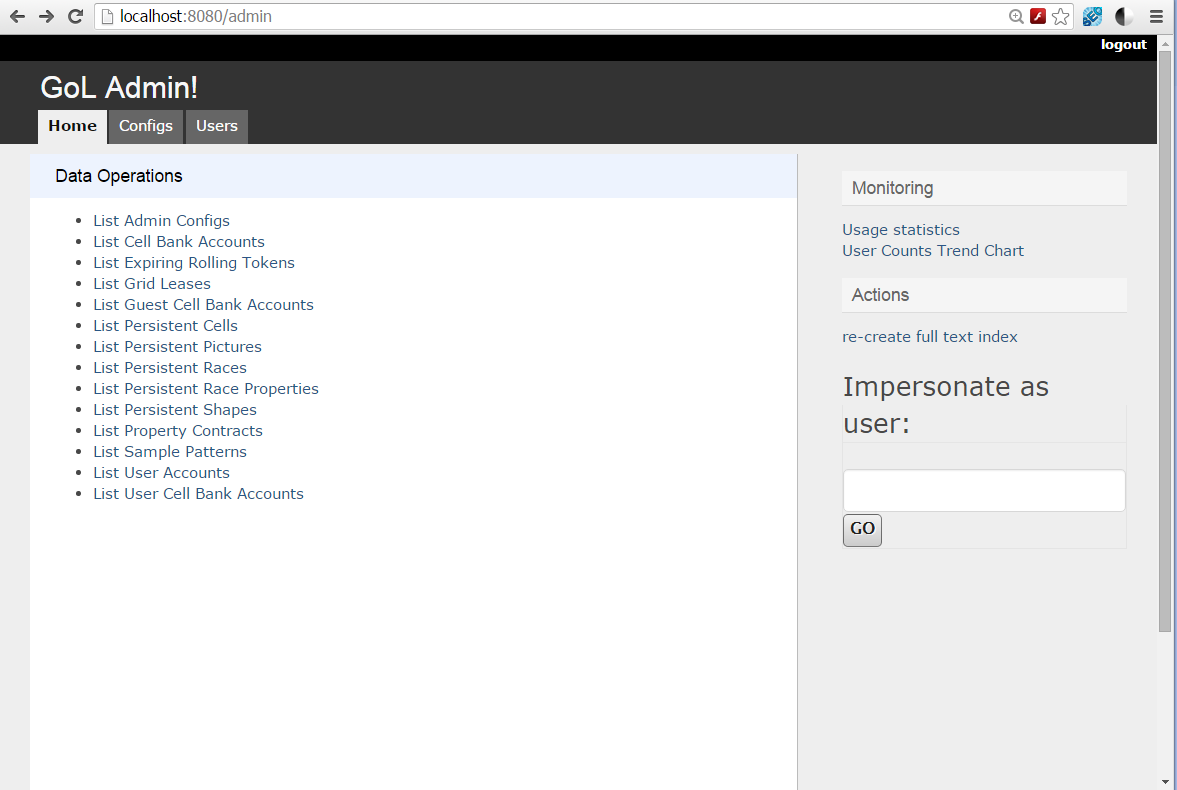 localhost:8080/admin
logout
GoL Admin!
Home Configs Users
Data Operations
List Admin Configs
List Cell Bank Accounts
List Expiring Rolling Tokens
List Grid Leases
List Guest Cell Bank Accounts
List Persistent Cells
List Persistent Pictures
List Persistent Races
List Persistent Race Properties
List Persistent Shapes
List Property Contracts
List Sample Patterns
List User Accounts
List User Cell Bank Accounts
Monitoring
Usage statistics
User Counts Trend Chart
Actions
re-create full text index
Impersonate as
user:
GO